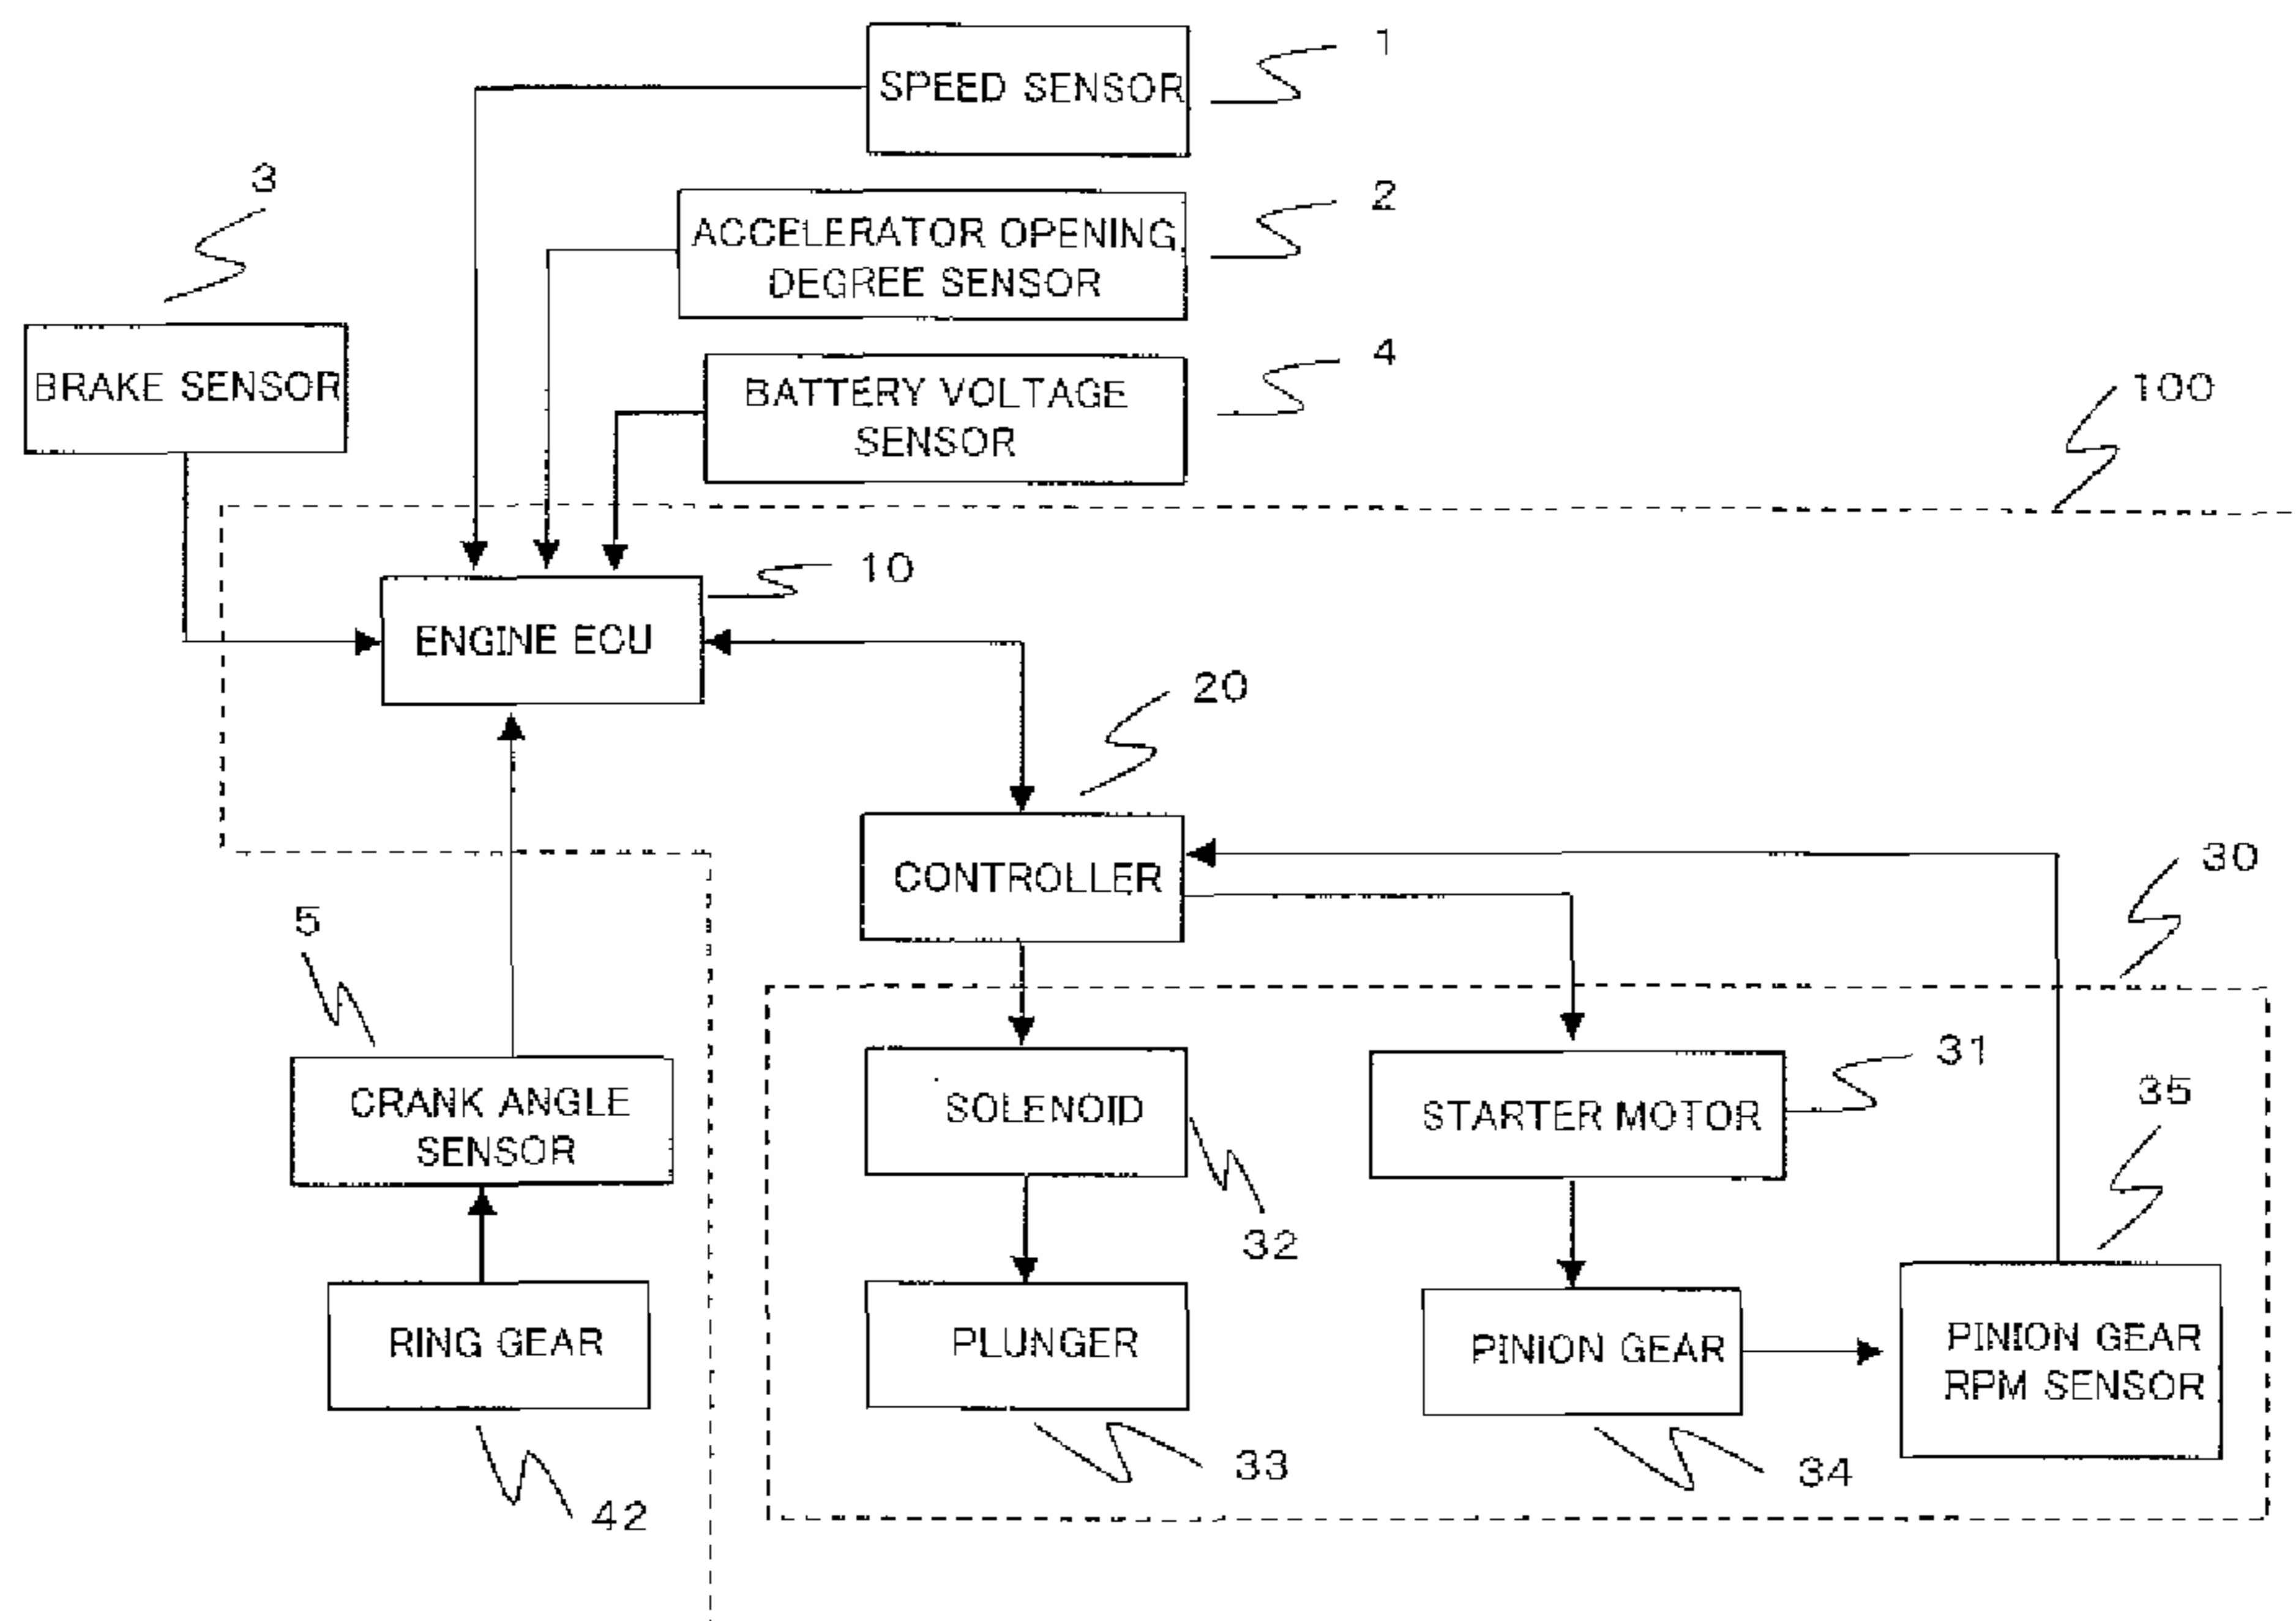 SPEED SENSOR
1
ACCELERATOR OPENING
DEGREE SENSOR
2
3
BRAKE SENSOR
BATTERY VOLTAGE
SENSOR
4
100
ENGINE ECU
10
20
CONTROLLER
30
5
CRANK ANGLE
SENSOR
SOLENOID
32
STARTER MOTOR
31
35
RING GEAR
42
PLUNGER
33
PINION GEAR
34
PINION GEAR
RPM SENSOR